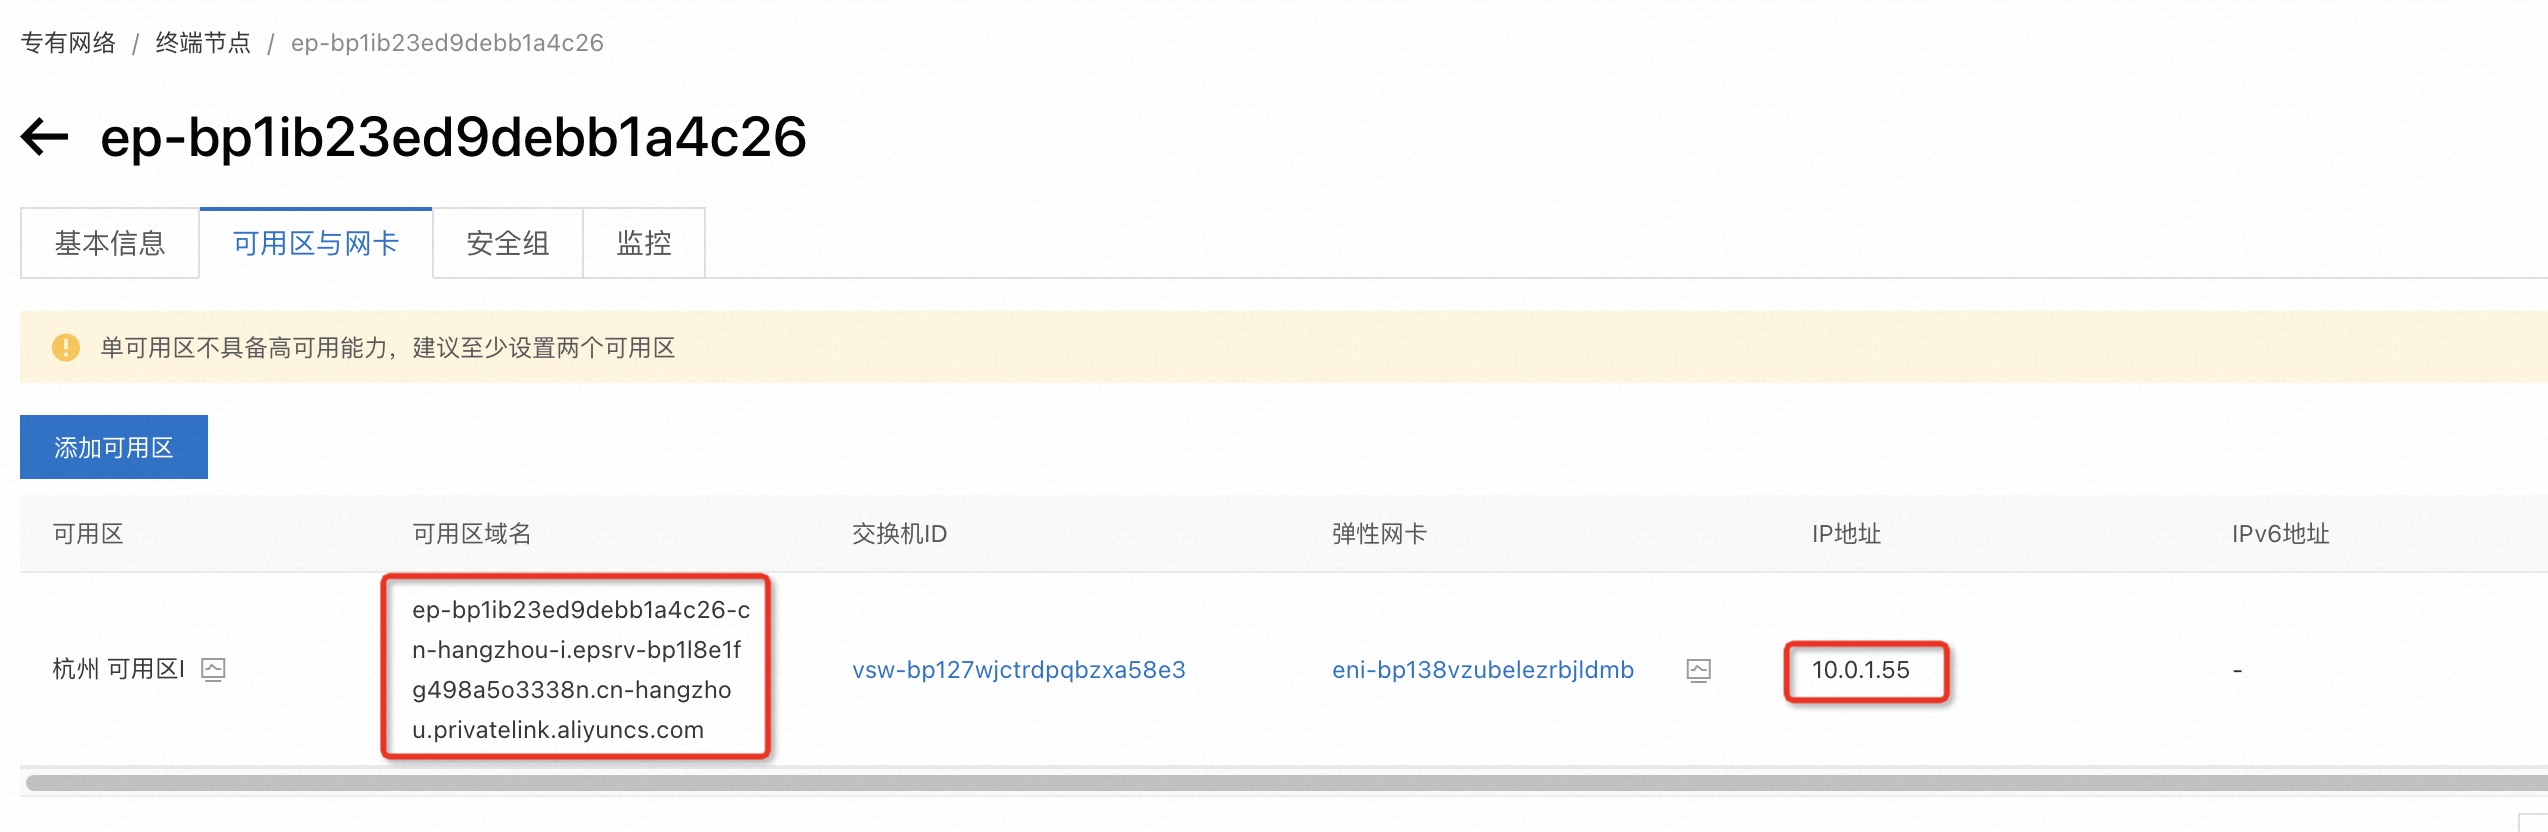 专有网络 / 终端节点 / ep-bp1ib23ed9debb1a4c26
ep-bp1ib23ed9debb1a4c26
基本信息 可用区与网卡 安全组 监控
单可用区不具备高可用能力，建议至少设置两个可用区
添加可用区
可用区 可用区域名 交换机ID 弹性网卡 IP地址 IPv6地址
ep-bp1ib23ed9debb1a4c26-c
n-hangzhou-i.epsrv-bp1l8e1f
g498a5o3338n.cn-hangzho
u.privatelink.aliyuncs.com
杭州 可用区I vsw-bp127wjctrdpqbzxa58e3 eni-bp138vzubelezrbjldmb 10.0.1.55 -